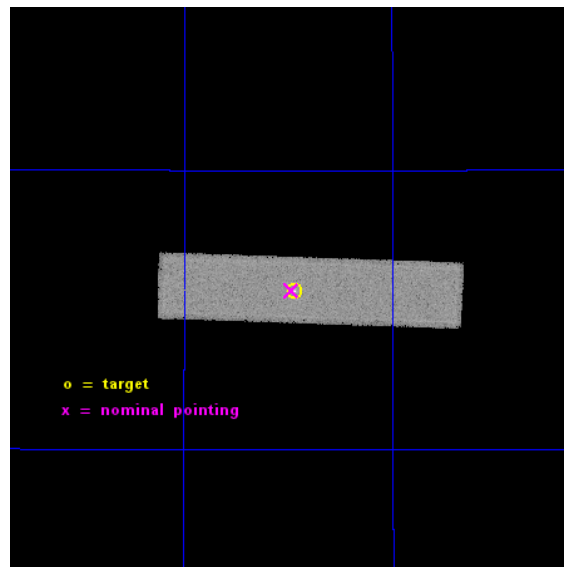 o = target
x = nominal pointing